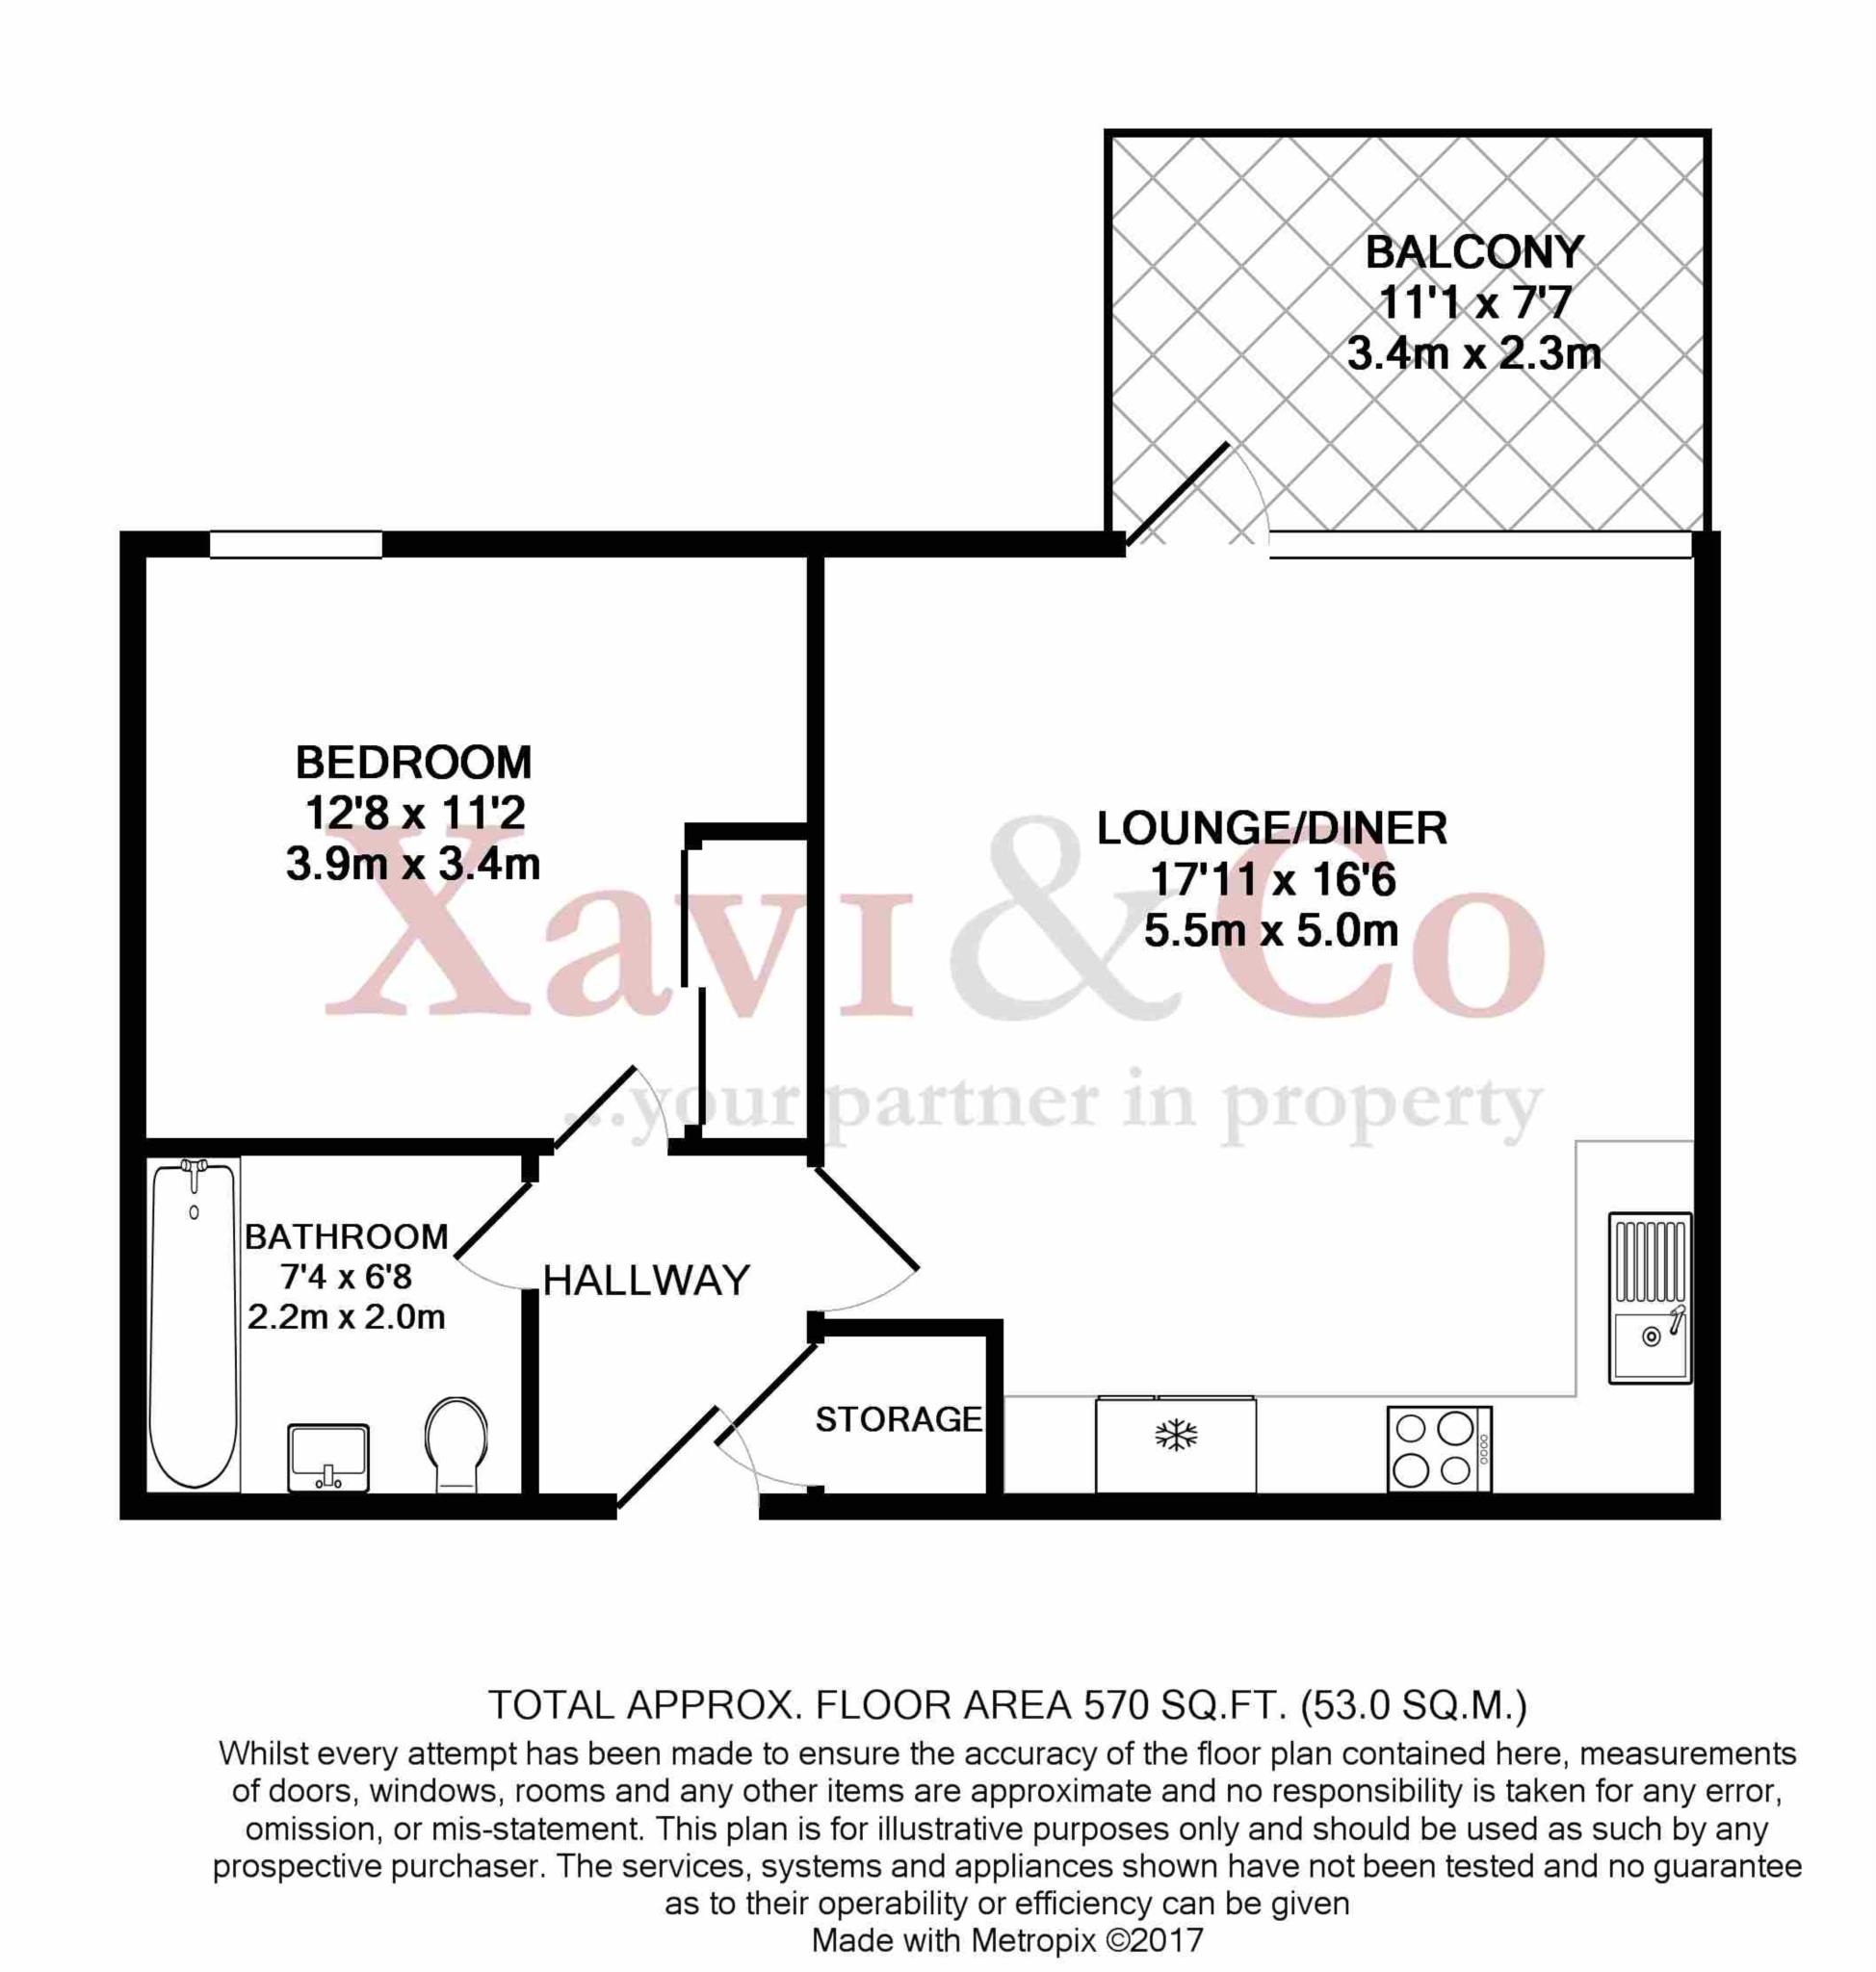 BALCONY
11'1 x 7'7
3.4m x 2.3m
BEDROOM
12'8 x 11'2
3.9m x 3.4m
LOUNGE/DINER
17'11 x 16'6
5.5m x 5.0m
Xavi&Co
...your partner in property
BATHROOM
7'4 x 6'8
2.2m x 2.0m
HALLWAY
STORAGE
TOTAL APPROX. FLOOR AREA 570 SQ.FT. (53.0 SQ.M.)
Whilst every attempt has been made to ensure the accuracy of the floor plan contained here, measurements
of doors, windows, rooms and any other items are approximate and no responsibility is taken for any error,
omission, or mis-statement. This plan is for illustrative purposes only and should be used as such by any
prospective purchaser. The services, systems and appliances shown have not been tested and no guarantee
as to their operability or efficiency can be given
Made with Metropix ©2017